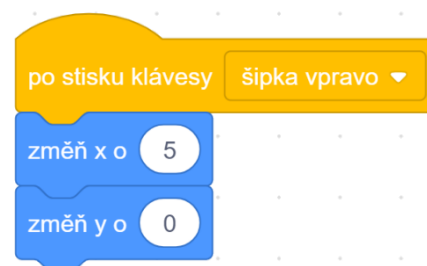 po stisku klávesy šipka vpravo
změň x o 5
změň y o 0